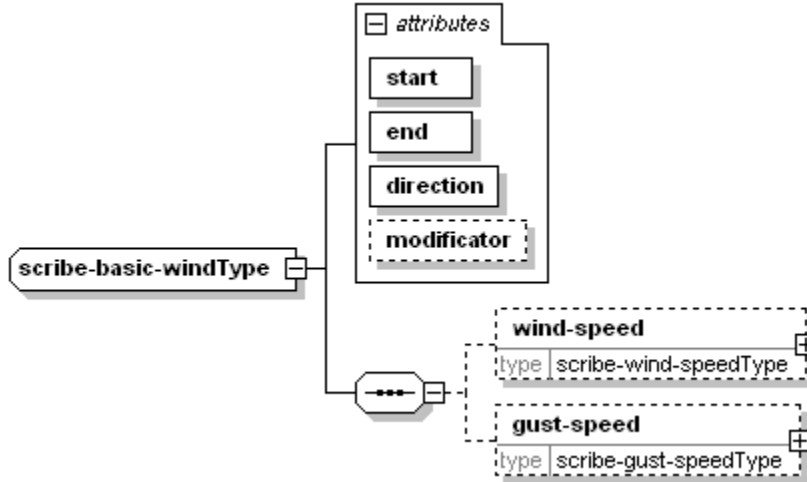 attributes
start
end
direction
modificator
scribe-basic-windType
wind-speed
type scribe-wind-speedType
gust-speed
type scribe-gust-speedType